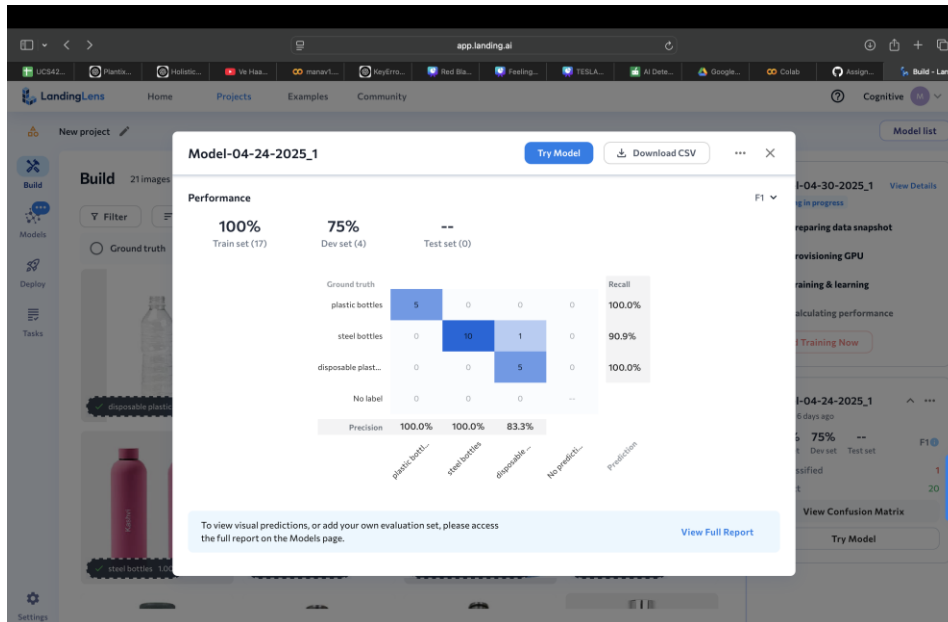 app.landing.ai
UCS42...
Plantix...
Holistic...
Ve Haa...
manav1...
KeyErro...
Red Bla...
Feeling...
TESLA...
AI Dete...
Google...
Colab
Assign...
Build - Lan
LandingLens
Home
Projects
Examples
Community
Cognitive
M
New project
Model list
Build
Models
Deploy
Tasks
Settings
Build 21 images
Filter
Ground truth
disposable plastic
steel bottles 1.00
Kaichiri
Model-04-24-2025_1
Try Model
Download CSV
Performance
F1
100%
Train set (17)
75%
Dev set (4)
--
Test set (0)
Ground truth
Recall
plastic bottles 5 0 0 0 100.0%
steel bottles 0 10 1 0 90.9%
disposable plast... 0 0 5 0 100.0%
No label 0 0 0 --
Precision 100.0% 100.0% 83.3%
plastic bottl...
steel bottles
disposable ...
No predicti...
Prediction
To view visual predictions, or add your own evaluation set, please access
the full report on the Models page.
View Full Report
l-04-30-2025_1 View Details
g in progress
reparing data snapshot
rovisioning GPU
raining & learning
alculating performance
Training Now
l-04-24-2025_1
6 days ago
75% --
F1
t Dev set Test set
ssified 1
t 20
View Confusion Matrix
Try Model